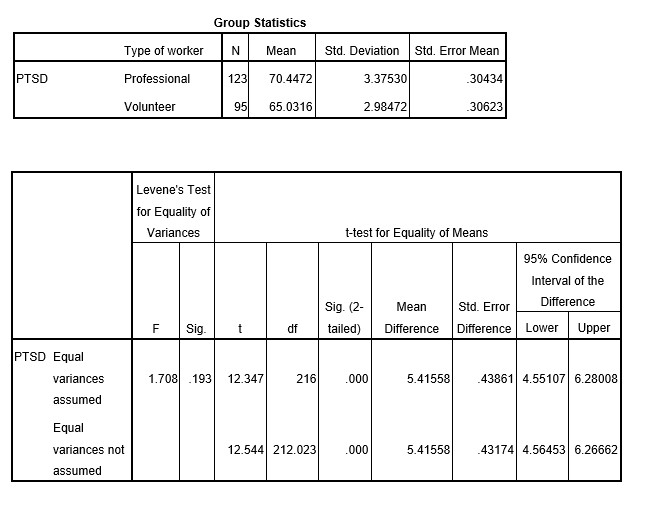 Group Statistics
Type of worker N Mean Std. Deviation Std. Error Mean
PTSD Professional 123 70.4472 3.37530 .30434
Volunteer 95 65.0316 2.98472 .30623
Levene's Test
for Equality of
Variances
t-test for Equality of Means
F
Sig.
t
df
Sig. (2-
tailed)
Mean
Difference
Std. Error
Difference
95% Confidence
Interval of the
Difference
Lower Upper
PTSD Equal
variances
assumed
1.708 .193 12.347 216 .000 5.41558 .43861 4.55107 6.28008
Equal
variances not
assumed
12.544 212.023 .000 5.41558 .43174 4.56453 6.26662